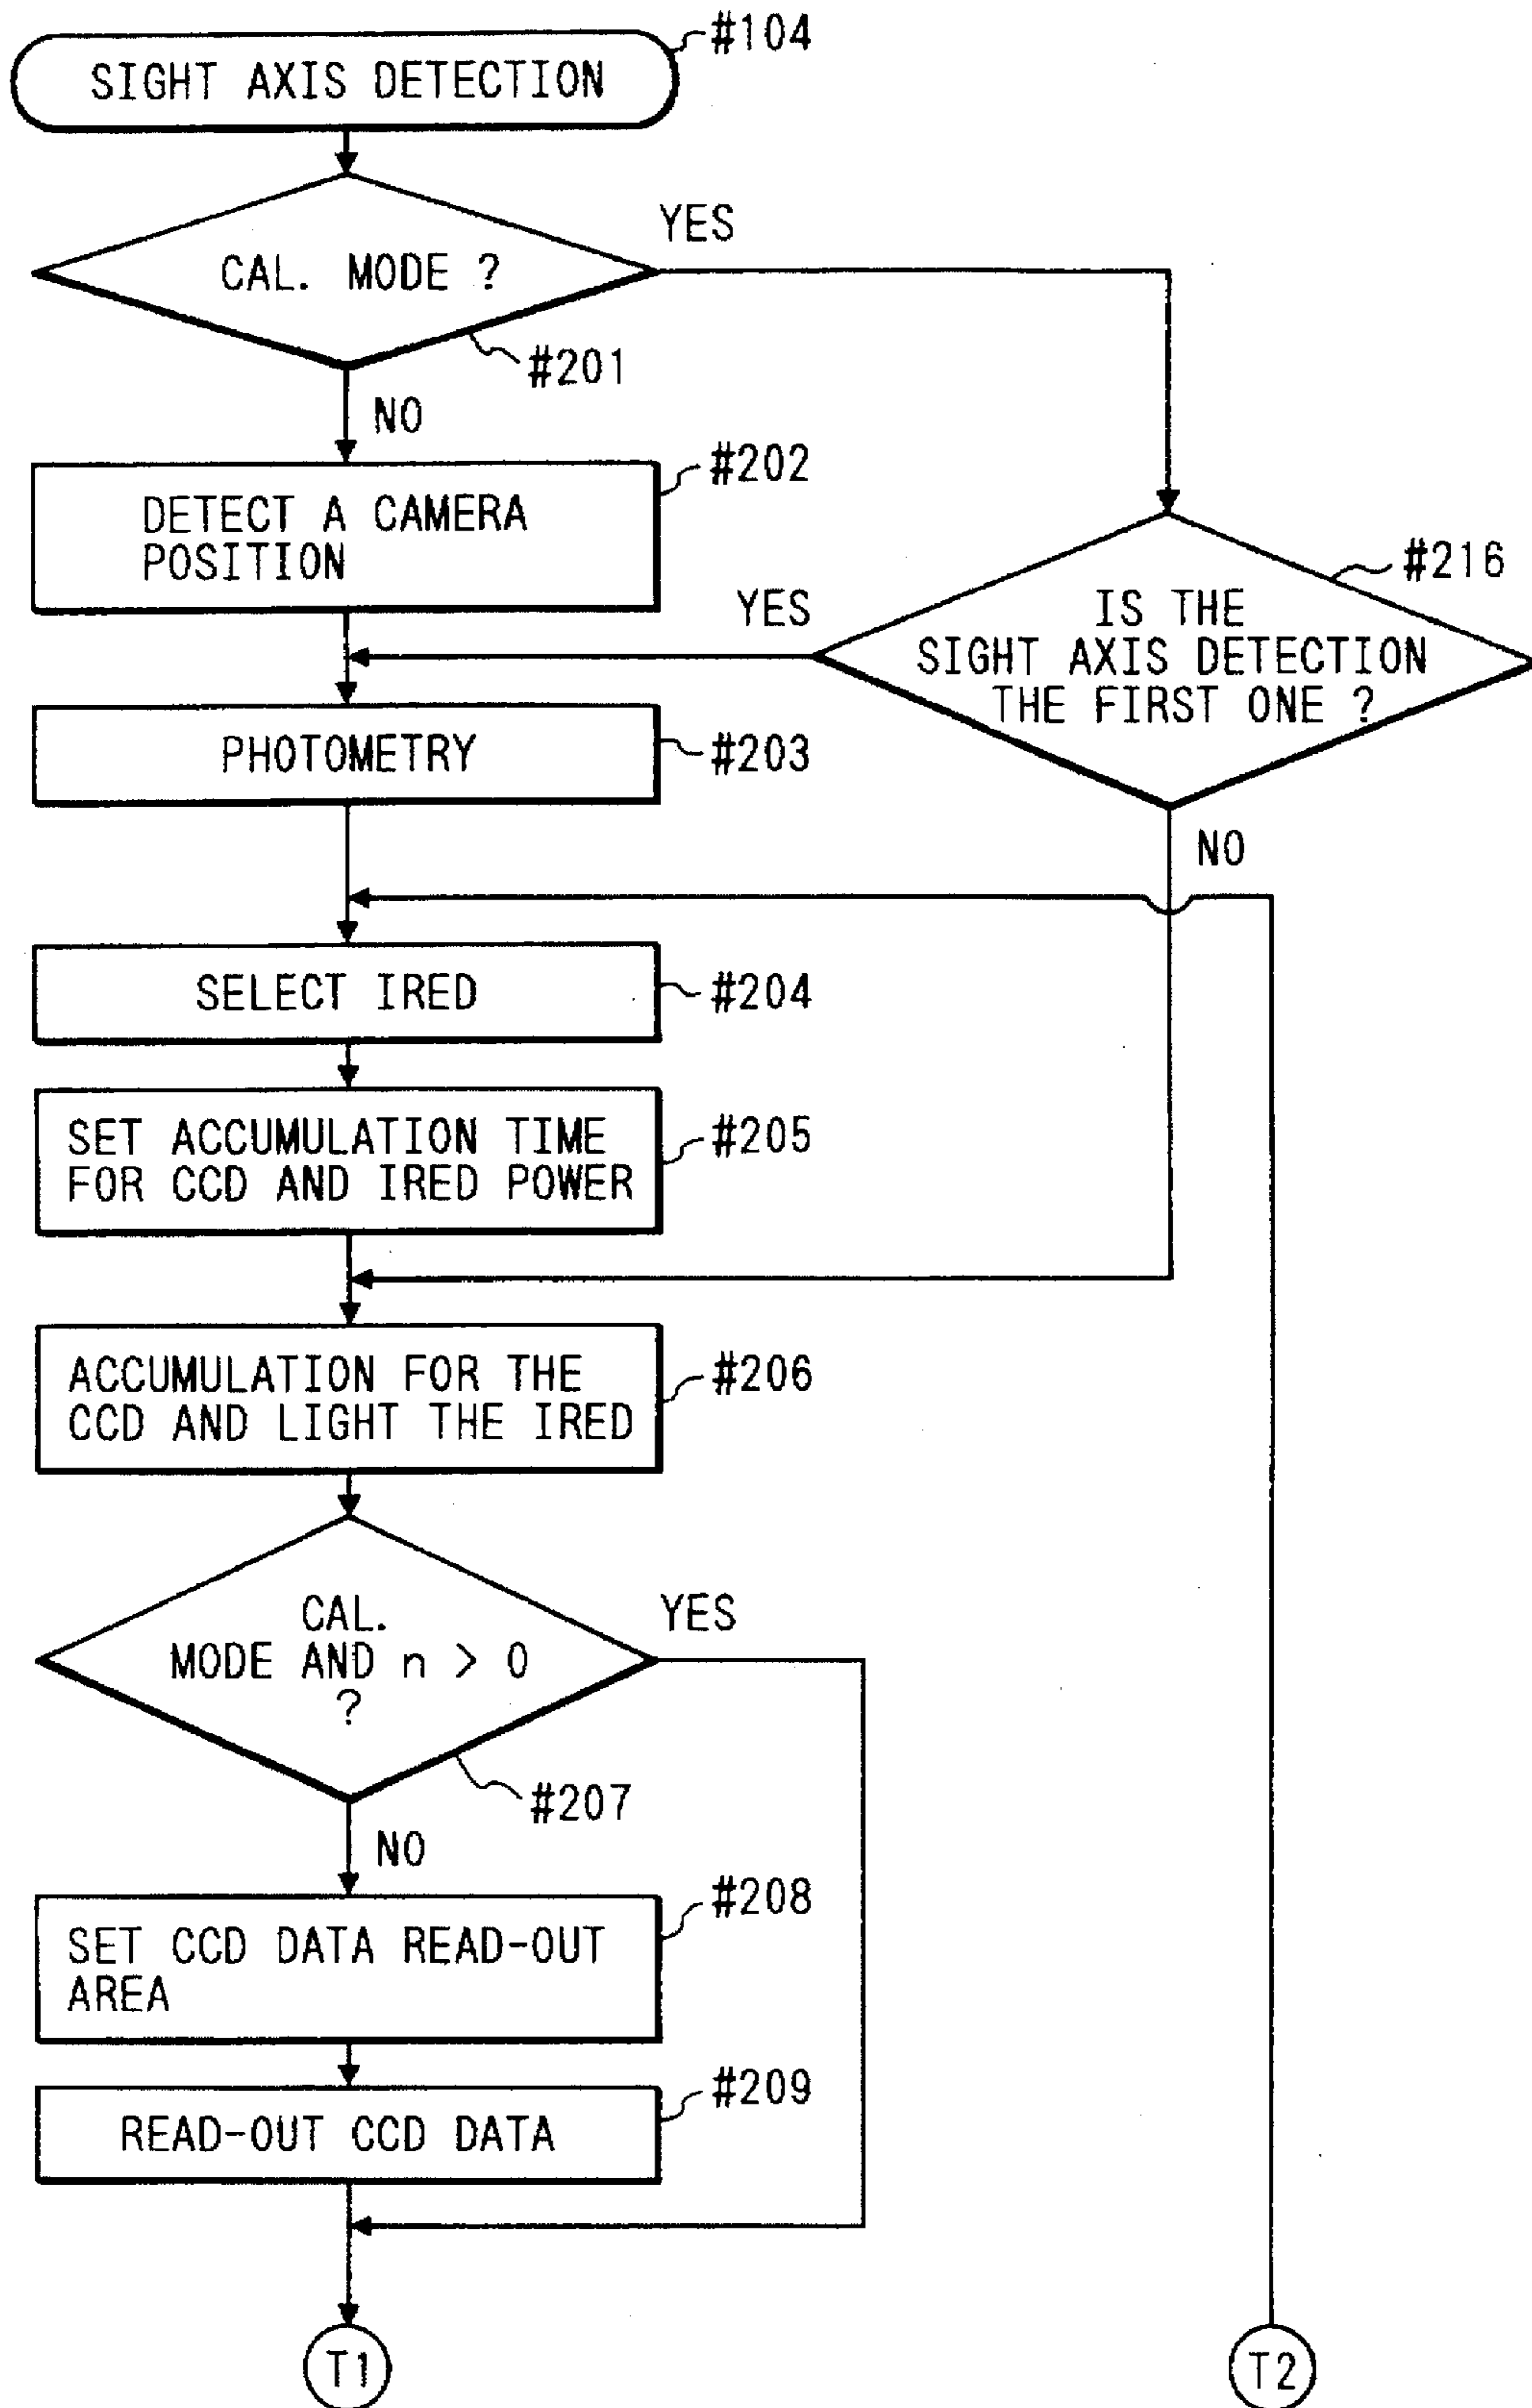 #104
SIGHT AXIS DETECTION
YES
CAL. MODE ?
#201
NO
#202
DETECT A CAMERA
POSITION
#216
YES
IS THE
SIGHT AXIS DETECTION
THE FIRST ONE ?
PHOTOMETRY
#203
NO
SELECT IRED
#204
SET ACCUMULATION TIME
FOR CCD AND IRED POWER
#205
ACCUMULATION FOR THE
CCD AND LIGHT THE IRED
#206
YES
CAL.
MODE AND n > 0
?
#207
NO
#208
SET CCD DATA READ-OUT
AREA
#209
READ-OUT CCD DATA
T1
T2